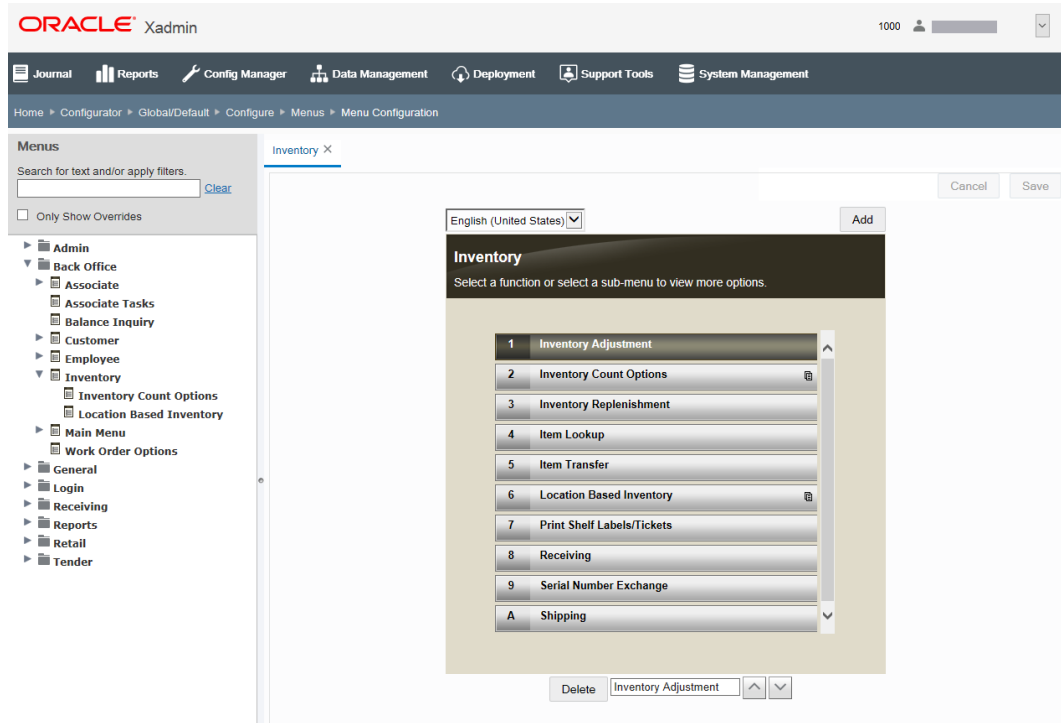 ORACLE Xadmin
1000
Journal Reports Config Manager Data Management Deployment Support Tools System Management
Home Configurator Global/Default Configure Menus Menu Configuration
Menus
Search for text and/or apply filters.
Clear
Only Show Overrides
Admin
Back Office
Associate
Associate Tasks
Balance Inquiry
Customer
Employee
Inventory
Inventory Count Options
Location Based Inventory
Main Menu
Work Order Options
General
Login
Receiving
Reports
Retail
Tender
Inventory
Cancel Save
English (United States) Add
Inventory
Select a function or select a sub-menu to view more options.
1 Inventory Adjustment
2 Inventory Count Options
3 Inventory Replenishment
4 Item Lookup
5 Item Transfer
6 Location Based Inventory
7 Print Shelf Labels/Tickets
8 Receiving
9 Serial Number Exchange
A Shipping
Delete Inventory Adjustment